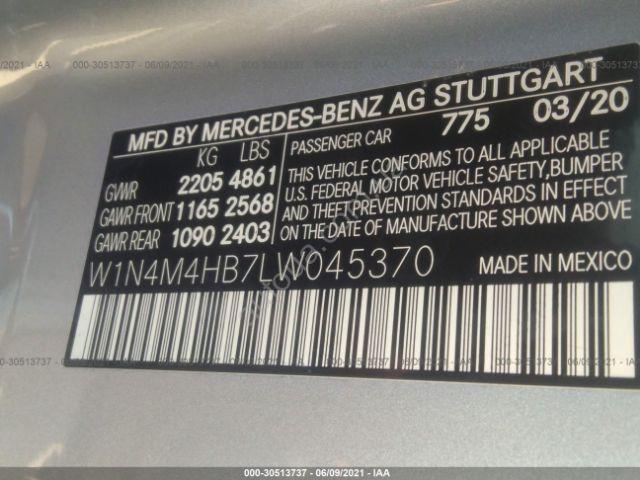 000-30513737 - 06/09/2021 - IAA
MFD BY MERCEDES-BENZ AG STUTTGART
KG LBS
GVWR 2205 4861
GAWR FRONT 1165 2568
GAWR REAR 1090 2403
PASSENGER CAR 775 03/20
THIS VEHICLE CONFORMS TO ALL APPLICABLE
U.S. FEDERAL MOTOR VEHICLE SAFETY, BUMPER
AND THEFT PREVENTION STANDARDS IN EFFECT
ON THE DATE OF MANUFACTURE SHOWN ABOVE
W1N4M4HB7LW045370 MADE IN MEXICO
000-30513737 - 06/09/2021 - IAA